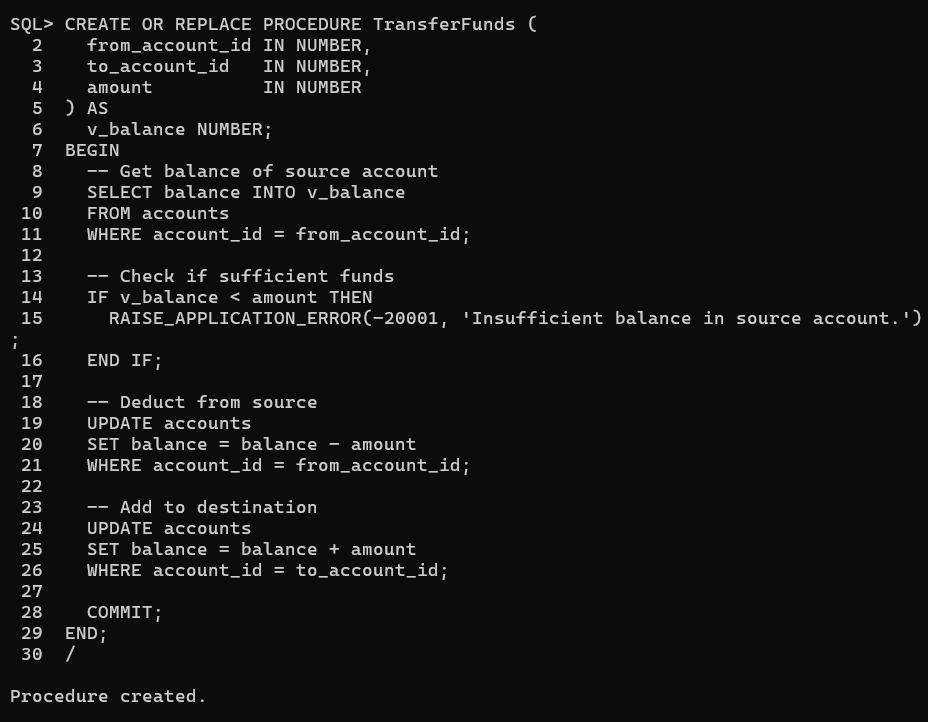 SQL> CREATE OR REPLACE PROCEDURE TransferFunds (
  2    from_account_id IN NUMBER,
  3    to_account_id   IN NUMBER,
  4    amount          IN NUMBER
  5  ) AS
  6    v_balance NUMBER;
  7  BEGIN
  8    -- Get balance of source account
  9    SELECT balance INTO v_balance
 10    FROM accounts
 11    WHERE account_id = from_account_id;
 12
 13    -- Check if sufficient funds
 14    IF v_balance < amount THEN
 15      RAISE_APPLICATION_ERROR(-20001, 'Insufficient balance in source account.')
;
 16    END IF;
 17
 18    -- Deduct from source
 19    UPDATE accounts
 20    SET balance = balance - amount
 21    WHERE account_id = from_account_id;
 22
 23    -- Add to destination
 24    UPDATE accounts
 25    SET balance = balance + amount
 26    WHERE account_id = to_account_id;
 27
 28    COMMIT;
 29  END;
 30  /

Procedure created.